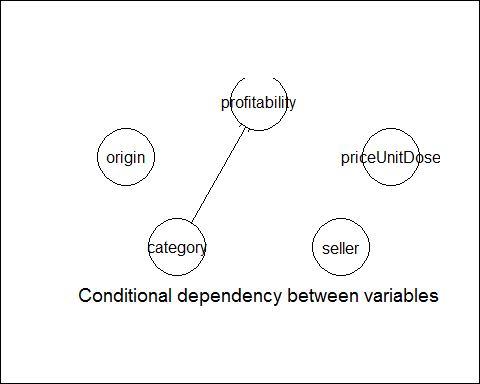 profitability
origin
priceUnitDose
category
seller
Conditional dependency between variables